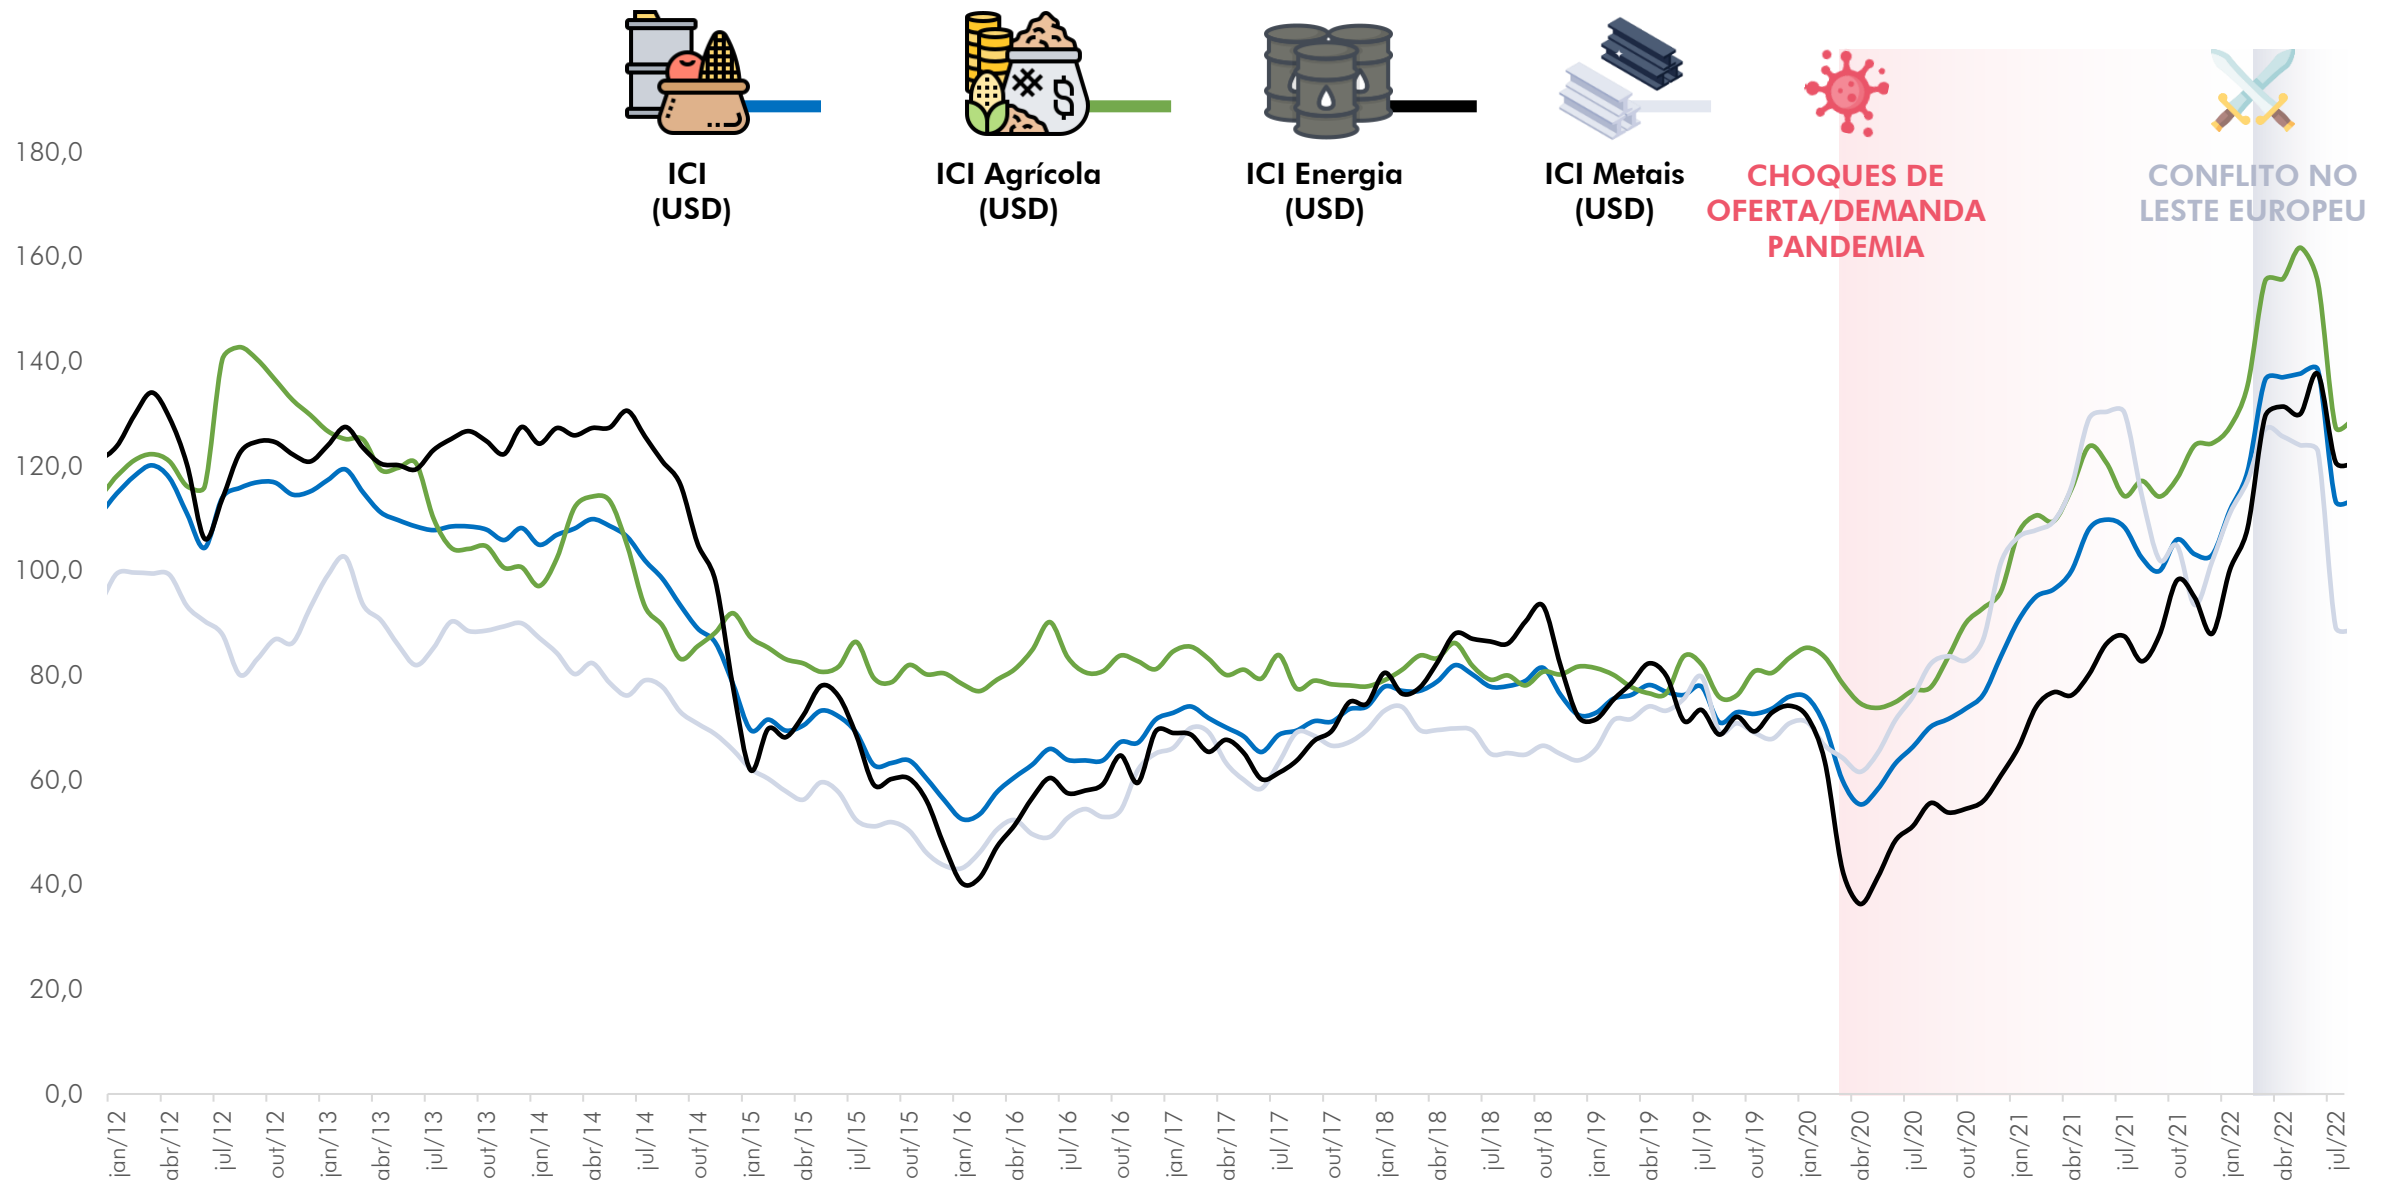 ICI
(USD)
ICI Agrícola
(USD)
ICI Energia
(USD)
ICI Metais
(USD)
CHOQUES DE
OFERTA/DEMANDA
PANDEMIA
CONFLITO NO
LESTE EUROPEU
180,0
160,0
140,0
120,0
100,0
80,0
60,0
40,0
20,0
0,0
jan/12
abr/12
jul/12
out/12
jan/13
abr/13
jul/13
out/13
jan/14
abr/14
jul/14
out/14
jan/15
abr/15
jul/15
out/15
jan/16
abr/16
jul/16
out/16
jan/17
abr/17
jul/17
out/17
jan/18
abr/18
jul/18
out/18
jan/19
abr/19
jul/19
out/19
jan/20
abr/20
jul/20
out/20
jan/21
abr/21
jul/21
out/21
jan/22
abr/22
jul/22